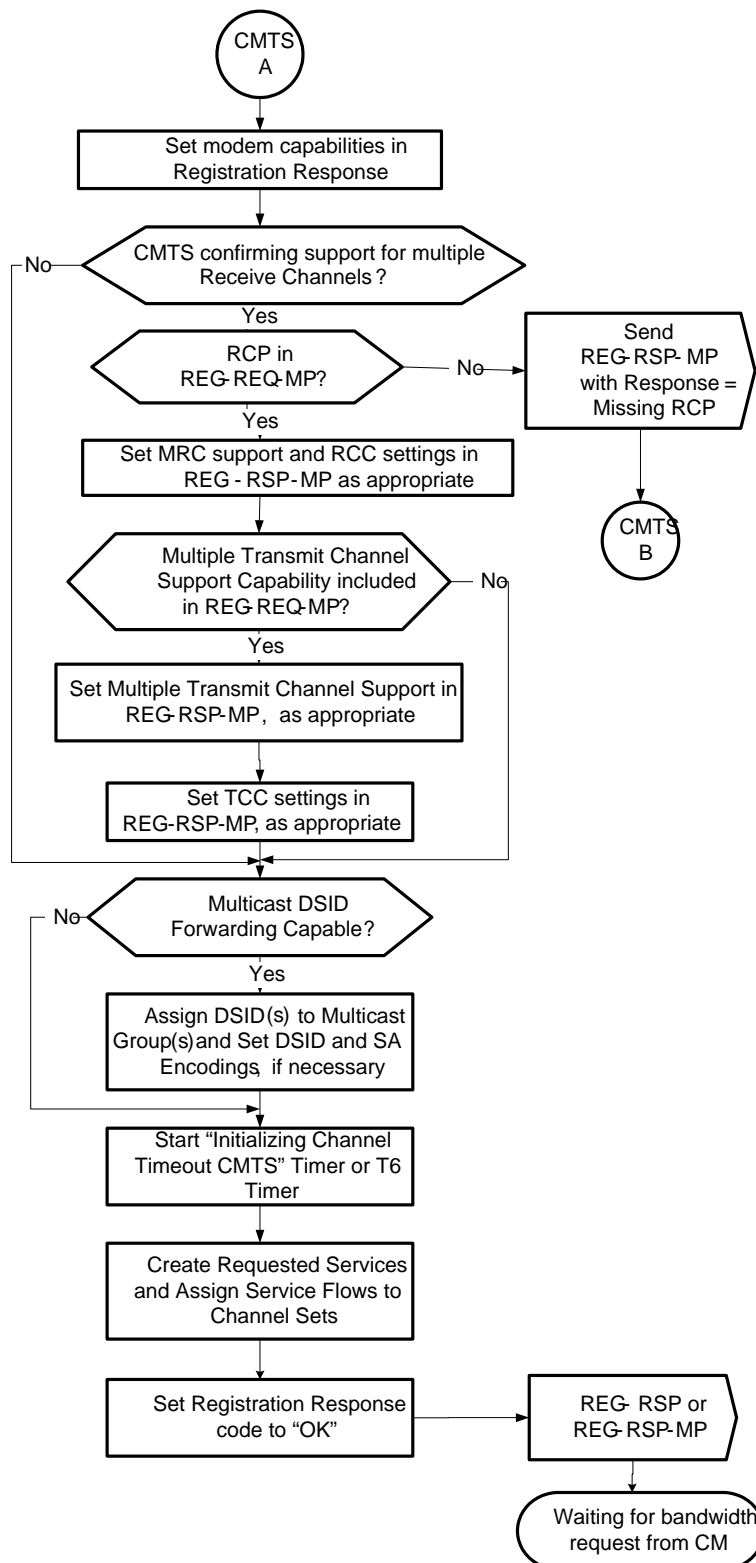 CMTS
A
Set modem capabilities in
Registration Response
CMTS confirming support for multiple
Receive Channels?
No
Yes
RCP in
REG-REQ-MP?
No
Send
REG-RSP-MP
with Response =
Missing RCP
Yes
Set MRC support and RCC settings in
REG-RSP-MP as appropriate
CMTS
B
Multiple Transmit Channel
Support Capability included
in REG-REQ-MP?
No
Yes
Set Multiple Transmit Channel Support in
REG-RSP-MP, as appropriate
Set TCC settings in
REG-RSP-MP, as appropriate
Multicast DSID
Forwarding Capable?
No
Yes
Assign DSID(s) to Multicast
Group(s) and Set DSID and SA
Encodings, if necessary
Start “Initializing Channel
Timeout CMTS” Timer or T6
Timer
Create Requested Services
and Assign Service Flows to
Channel Sets
Set Registration Response
code to “OK”
REG-RSP or
REG-RSP-MP
Waiting for bandwidth
request from CM